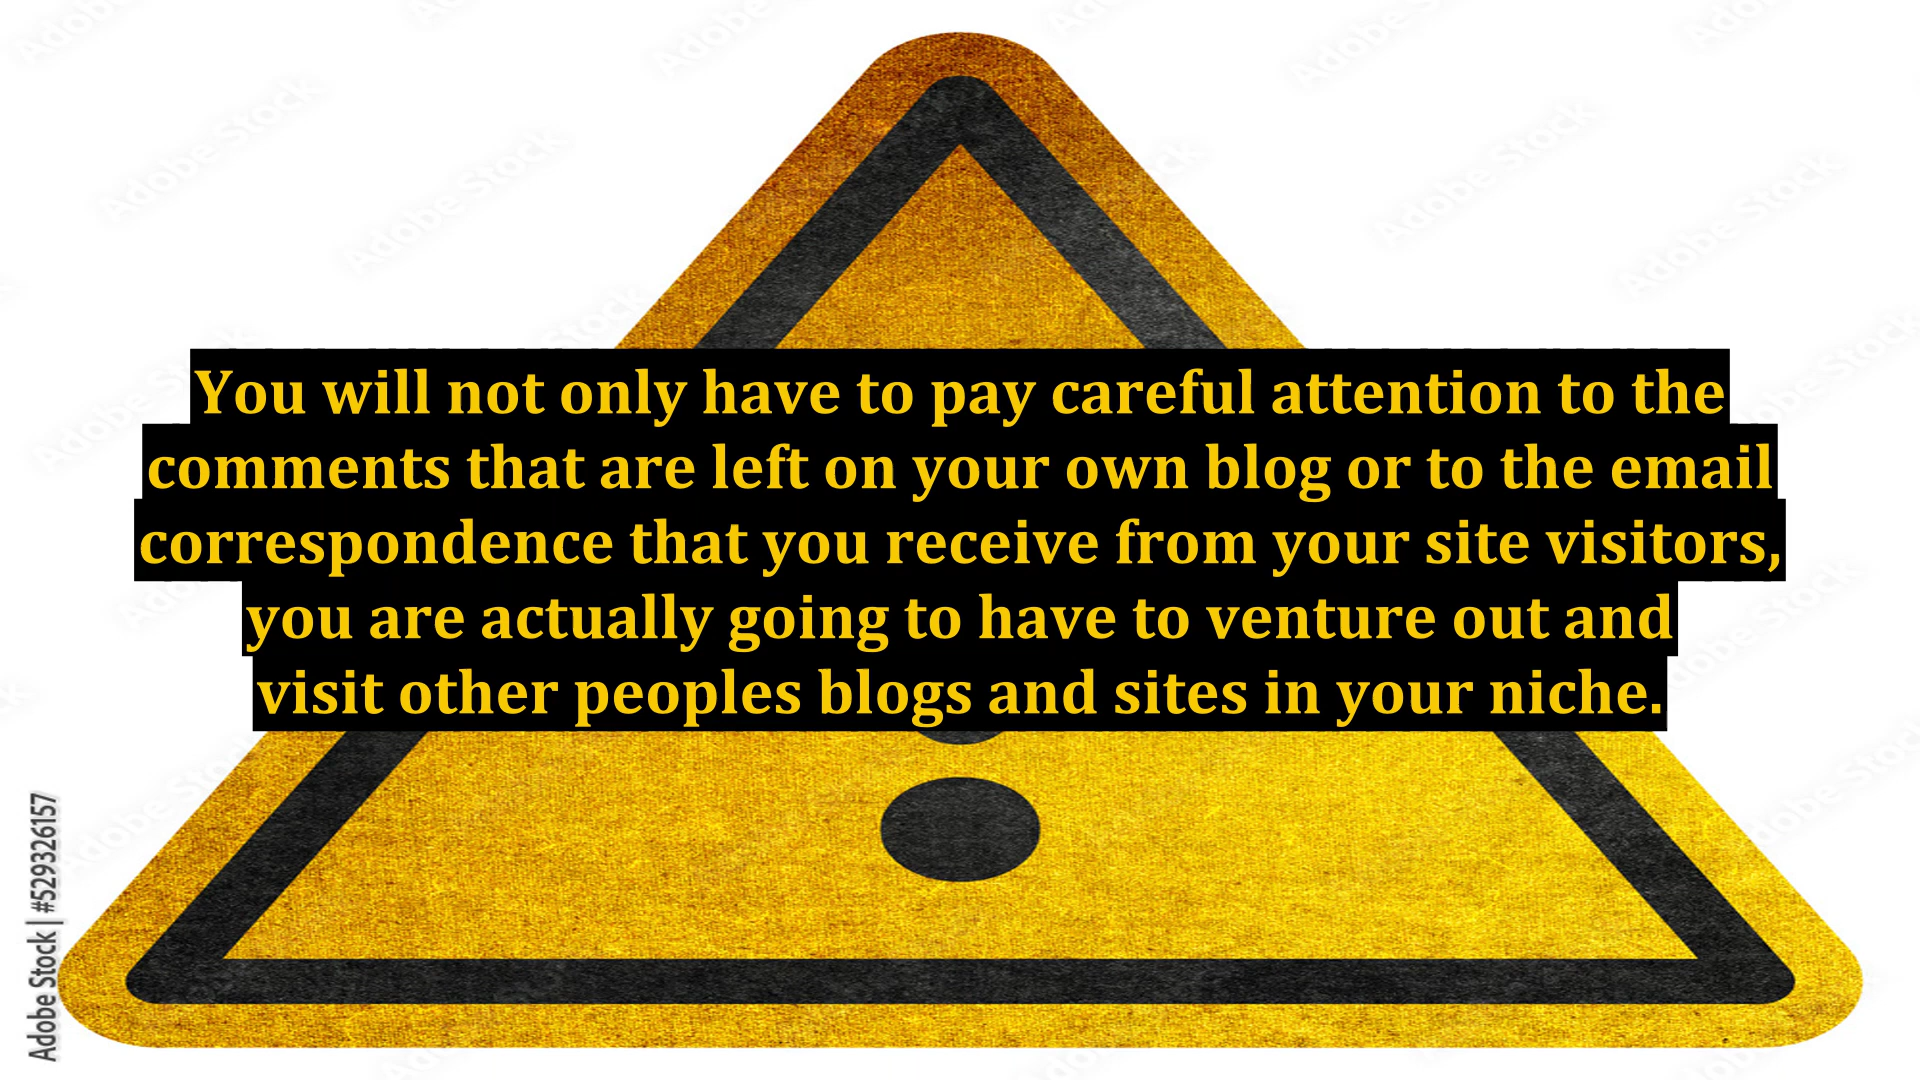 You will not only have to pay careful attention to the
comments that are left on your own blog or to the email
correspondence that you receive from your site visitors,
you are actually going to have to venture out and
visit other peoples blogs and sites in your niche.
Adobe Stock | #529326157
Adobe Stock